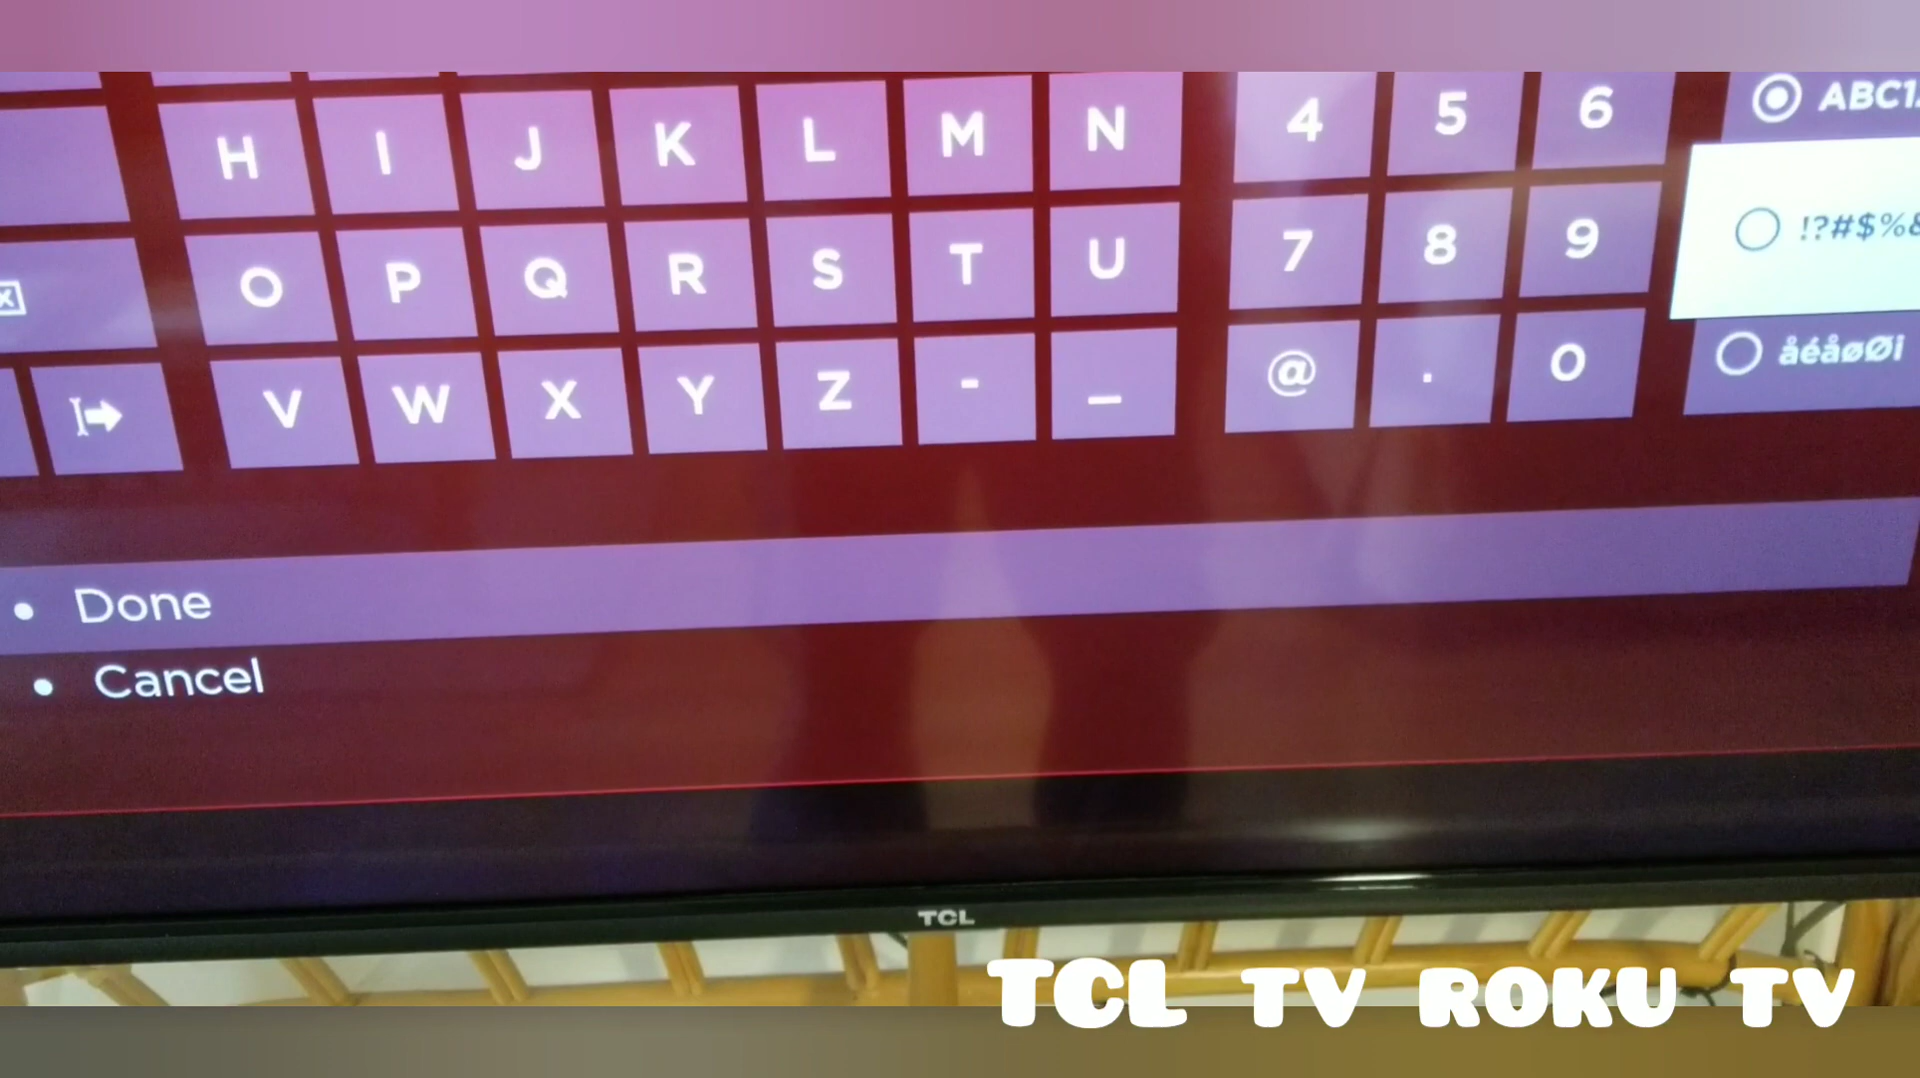 H I J K L M N 4 5 6 ABC1
!?#$%&
O P Q R S T U 7 8 9
åéåøØi
V W X Y Z - _ @ . 0
• Done
• Cancel
TCL
TCL TV ROKU TV